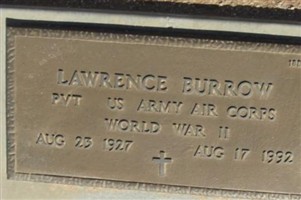 LAWRENCE BURROW
PVT US ARMY AIR CORPS
WORLD WAR II
AUG 23 1927 AUG 17 1992